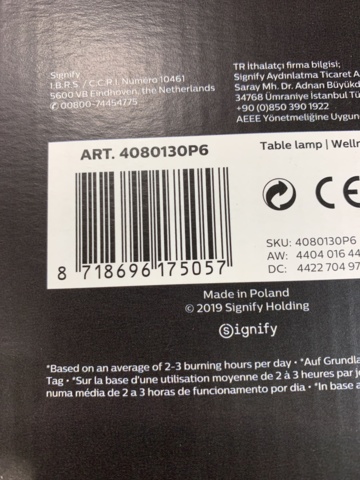 Signify
I.B.R.S. / C.C.R.I. Numéro 10461
5600 VB Eindhoven, the Netherlands
✆ 00800-74454775
TR İthalatçı firma bilgisi;
Signify Aydınlatma Ticaret A
Saray Mh. Dr. Adnan Büyükd
34768 Ümraniye İstanbul Tü
+90 (0)850 390 1922
AEEE Yönetmeliğine Uygun
ART. 4080130P6
8 718696 175057
Table lamp | Welln
CE
SKU: 4080130P6
AW: 4404 016 44
DC: 4422 704 97
Made in Poland
© 2019 Signify Holding
Signify
*Based on an average of 2-3 burning hours per day • *Auf Grundla
Tag • *Sur la base d'une utilisation moyenne de 2 à 3 heures par jo
numa média de 2 a 3 horas de funcionamento por dia • *In base a